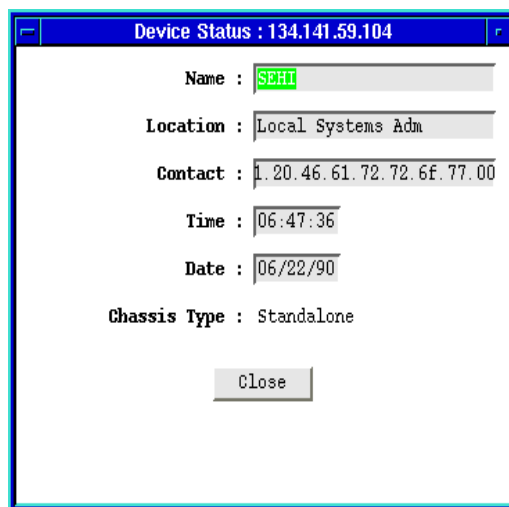 Device Status : 134.141.59.104
Name : SEHI
Location : Local Systems Adm
Contact : 1.20.46.61.72.72.6f.77.00
Time : 06:47:36
Date : 06/22/90
Chassis Type : Standalone
Close